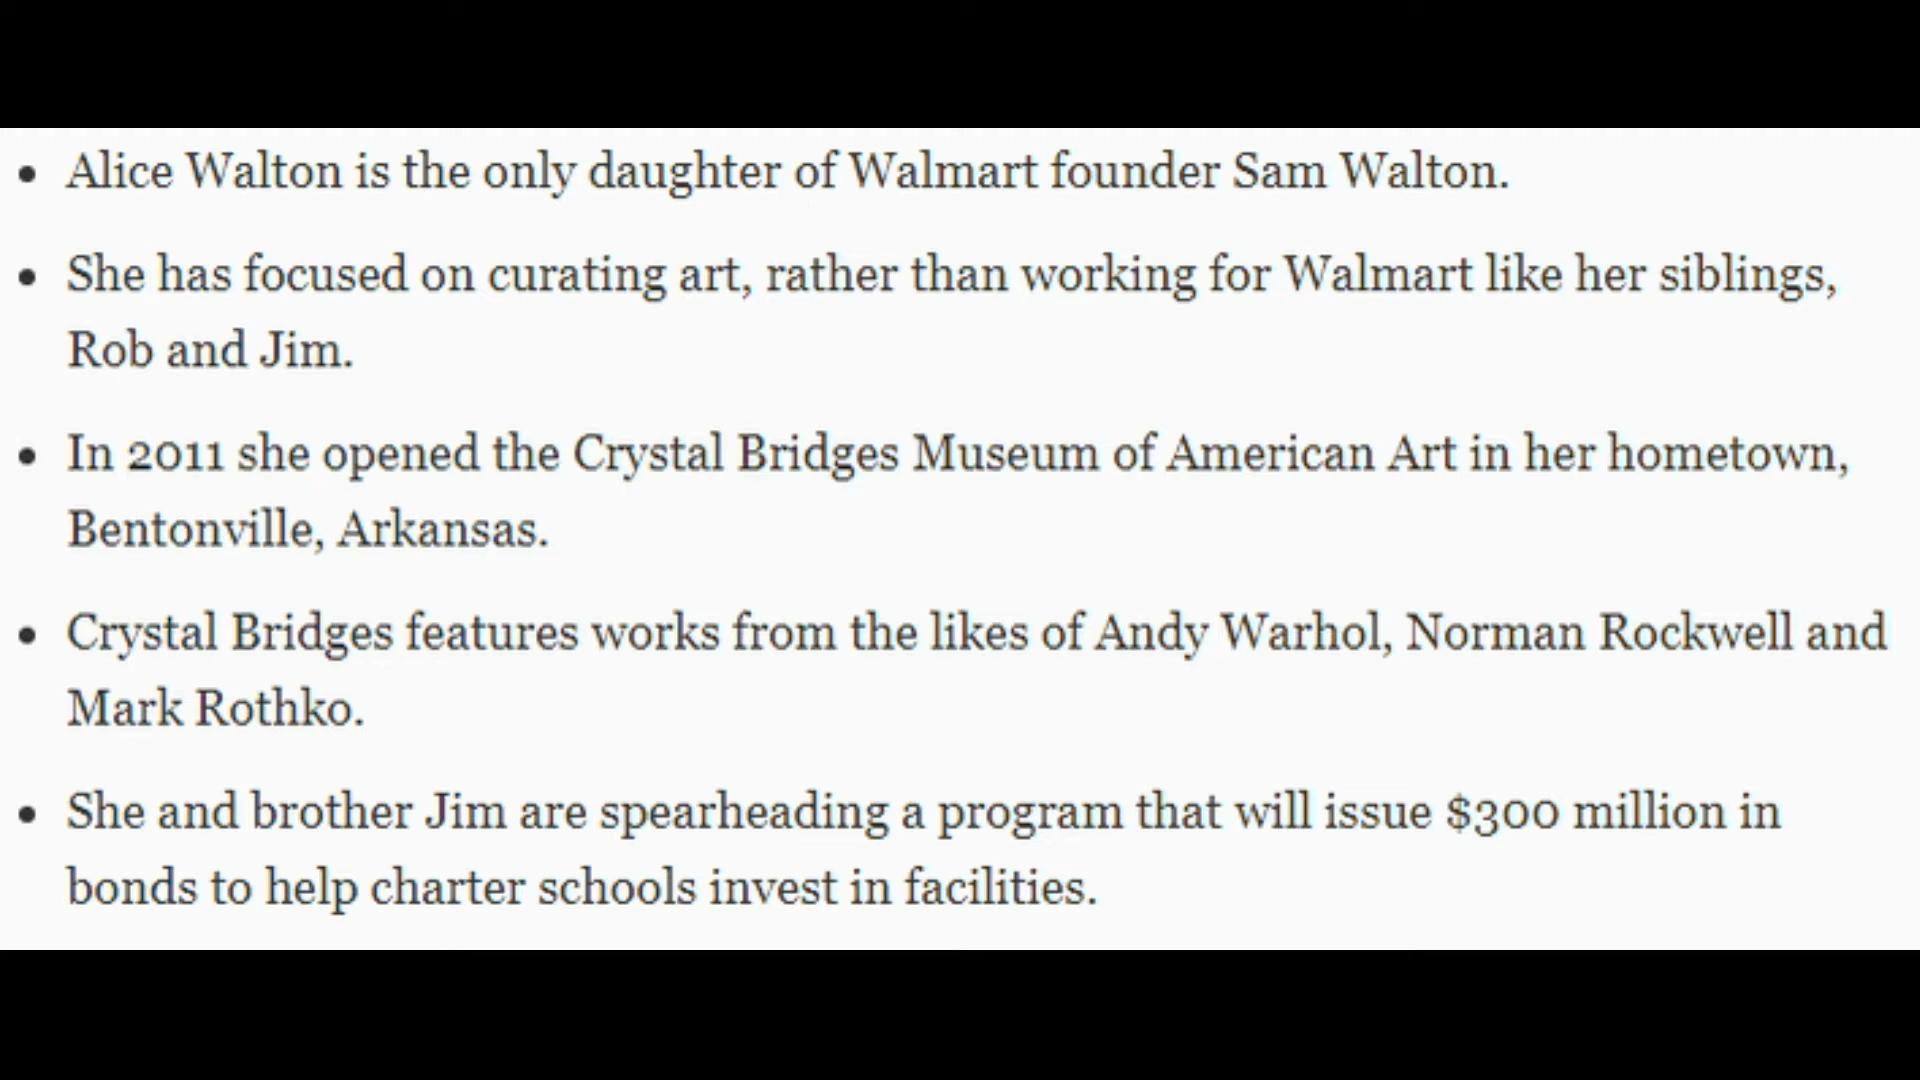 • Alice Walton is the only daughter of Walmart founder Sam Walton.
• She has focused on curating art, rather than working for Walmart like her siblings,
Rob and Jim.
• In 2011 she opened the Crystal Bridges Museum of American Art in her hometown,
Bentonville, Arkansas.
• Crystal Bridges features works from the likes of Andy Warhol, Norman Rockwell and
Mark Rothko.
• She and brother Jim are spearheading a program that will issue $300 million in
bonds to help charter schools invest in facilities.